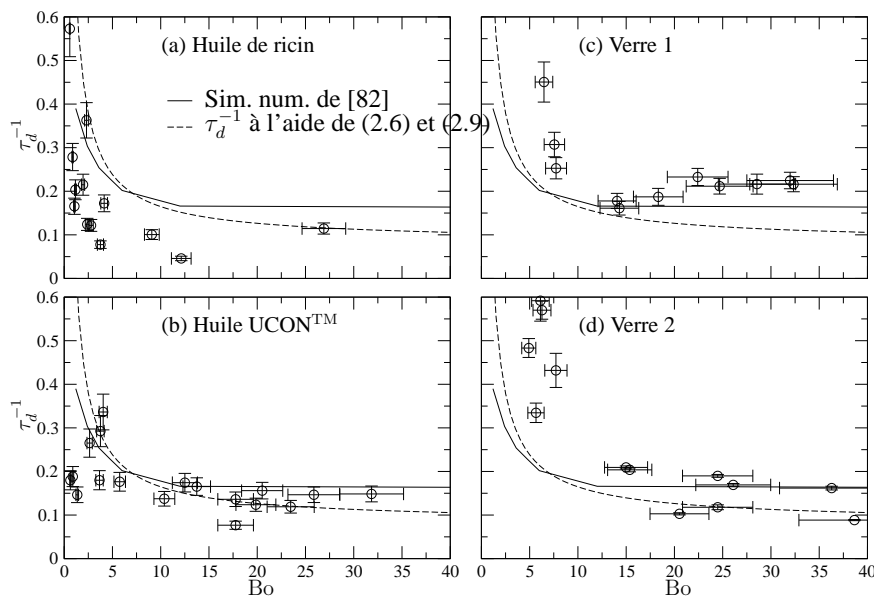 0.6
0.5
0.4
0.3
0.2
0.1
0
τ_d^{-1}
(a) Huile de ricin
Sim. num. de [82]
τ_d^{-1} à l'aide de (2.6) et (2.9)
(c) Verre 1
0.6
0.5
0.4
0.3
0.2
0.1
0
τ_d^{-1}
(b) Huile UCON™
(d) Verre 2
0 5 10 15 20 25 30 35 40
0 5 10 15 20 25 30 35 40
Bo
Bo